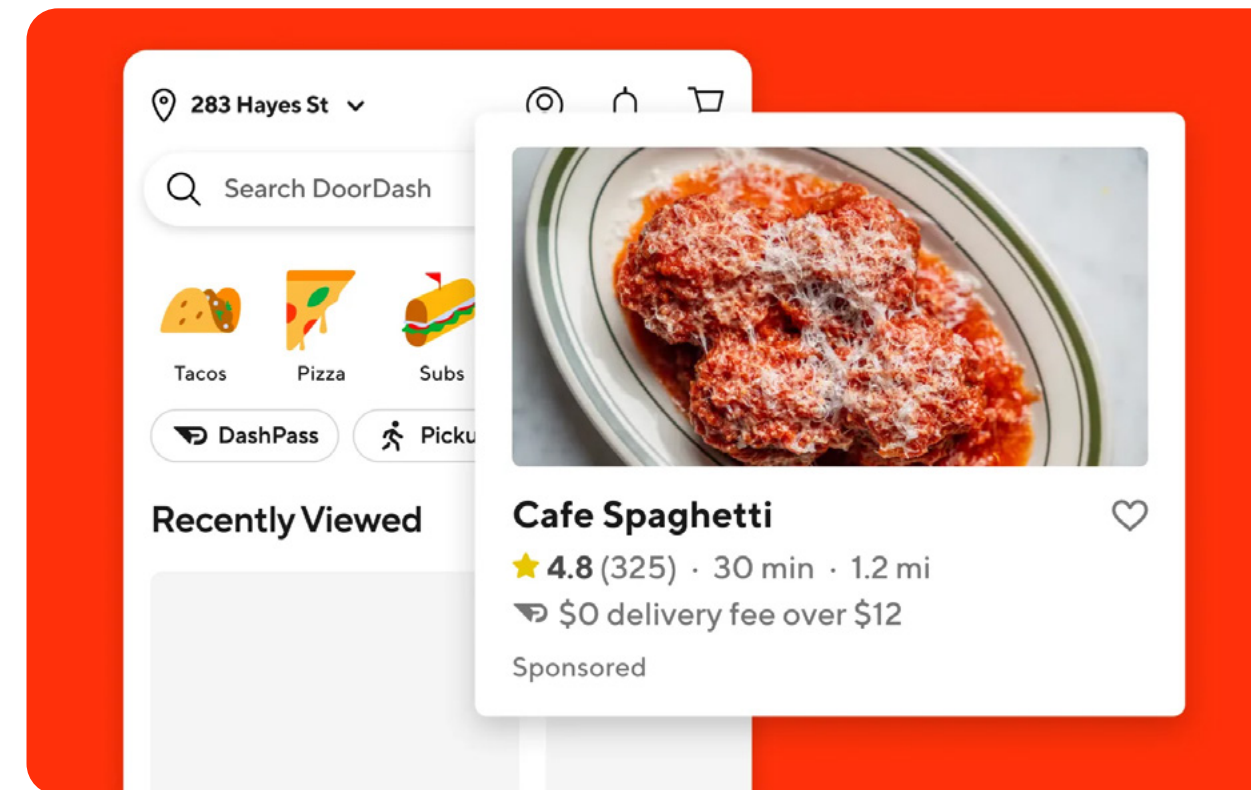 283 Hayes St
Search DoorDash
Tacos Pizza Subs
DashPass Picku
Recently Viewed
Cafe Spaghetti
4.8 (325) · 30 min · 1.2 mi
$0 delivery fee over $12
Sponsored